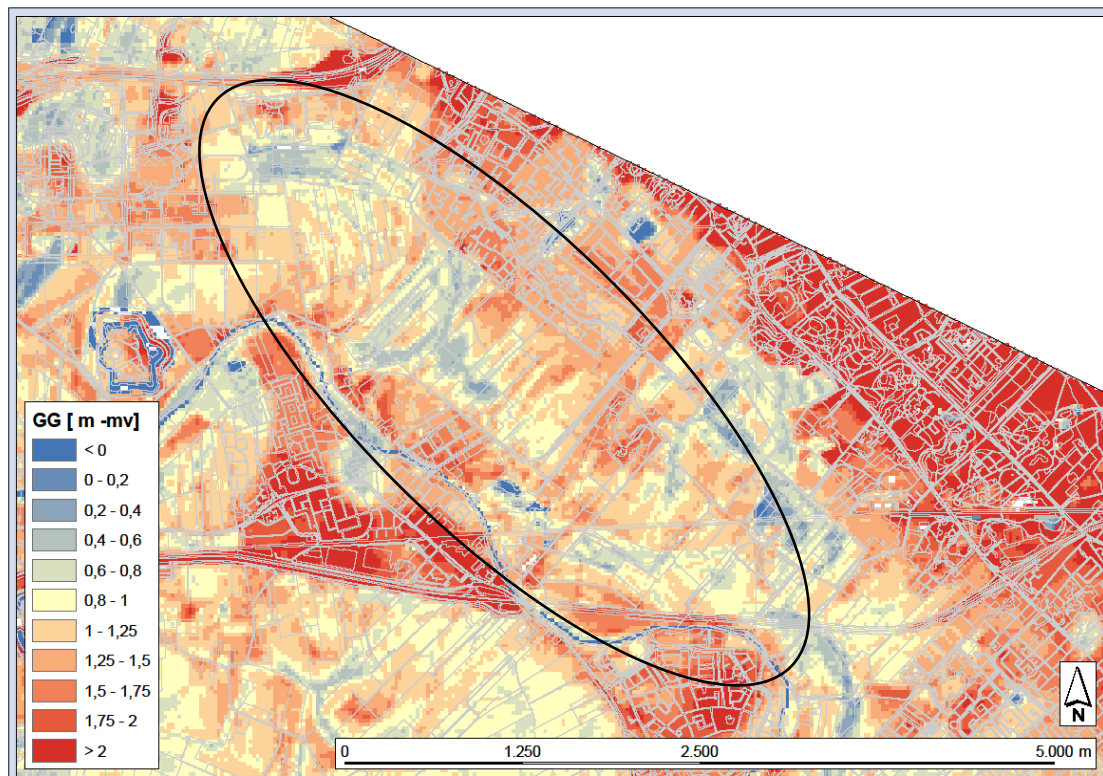 GG [ m -mv]
< 0
0 - 0,2
0,2 - 0,4
0,4 - 0,6
0,6 - 0,8
0,8 - 1
1 - 1,25
1,25 - 1,5
1,5 - 1,75
1,75 - 2
> 2
N
0 1.250 2.500 5.000 m